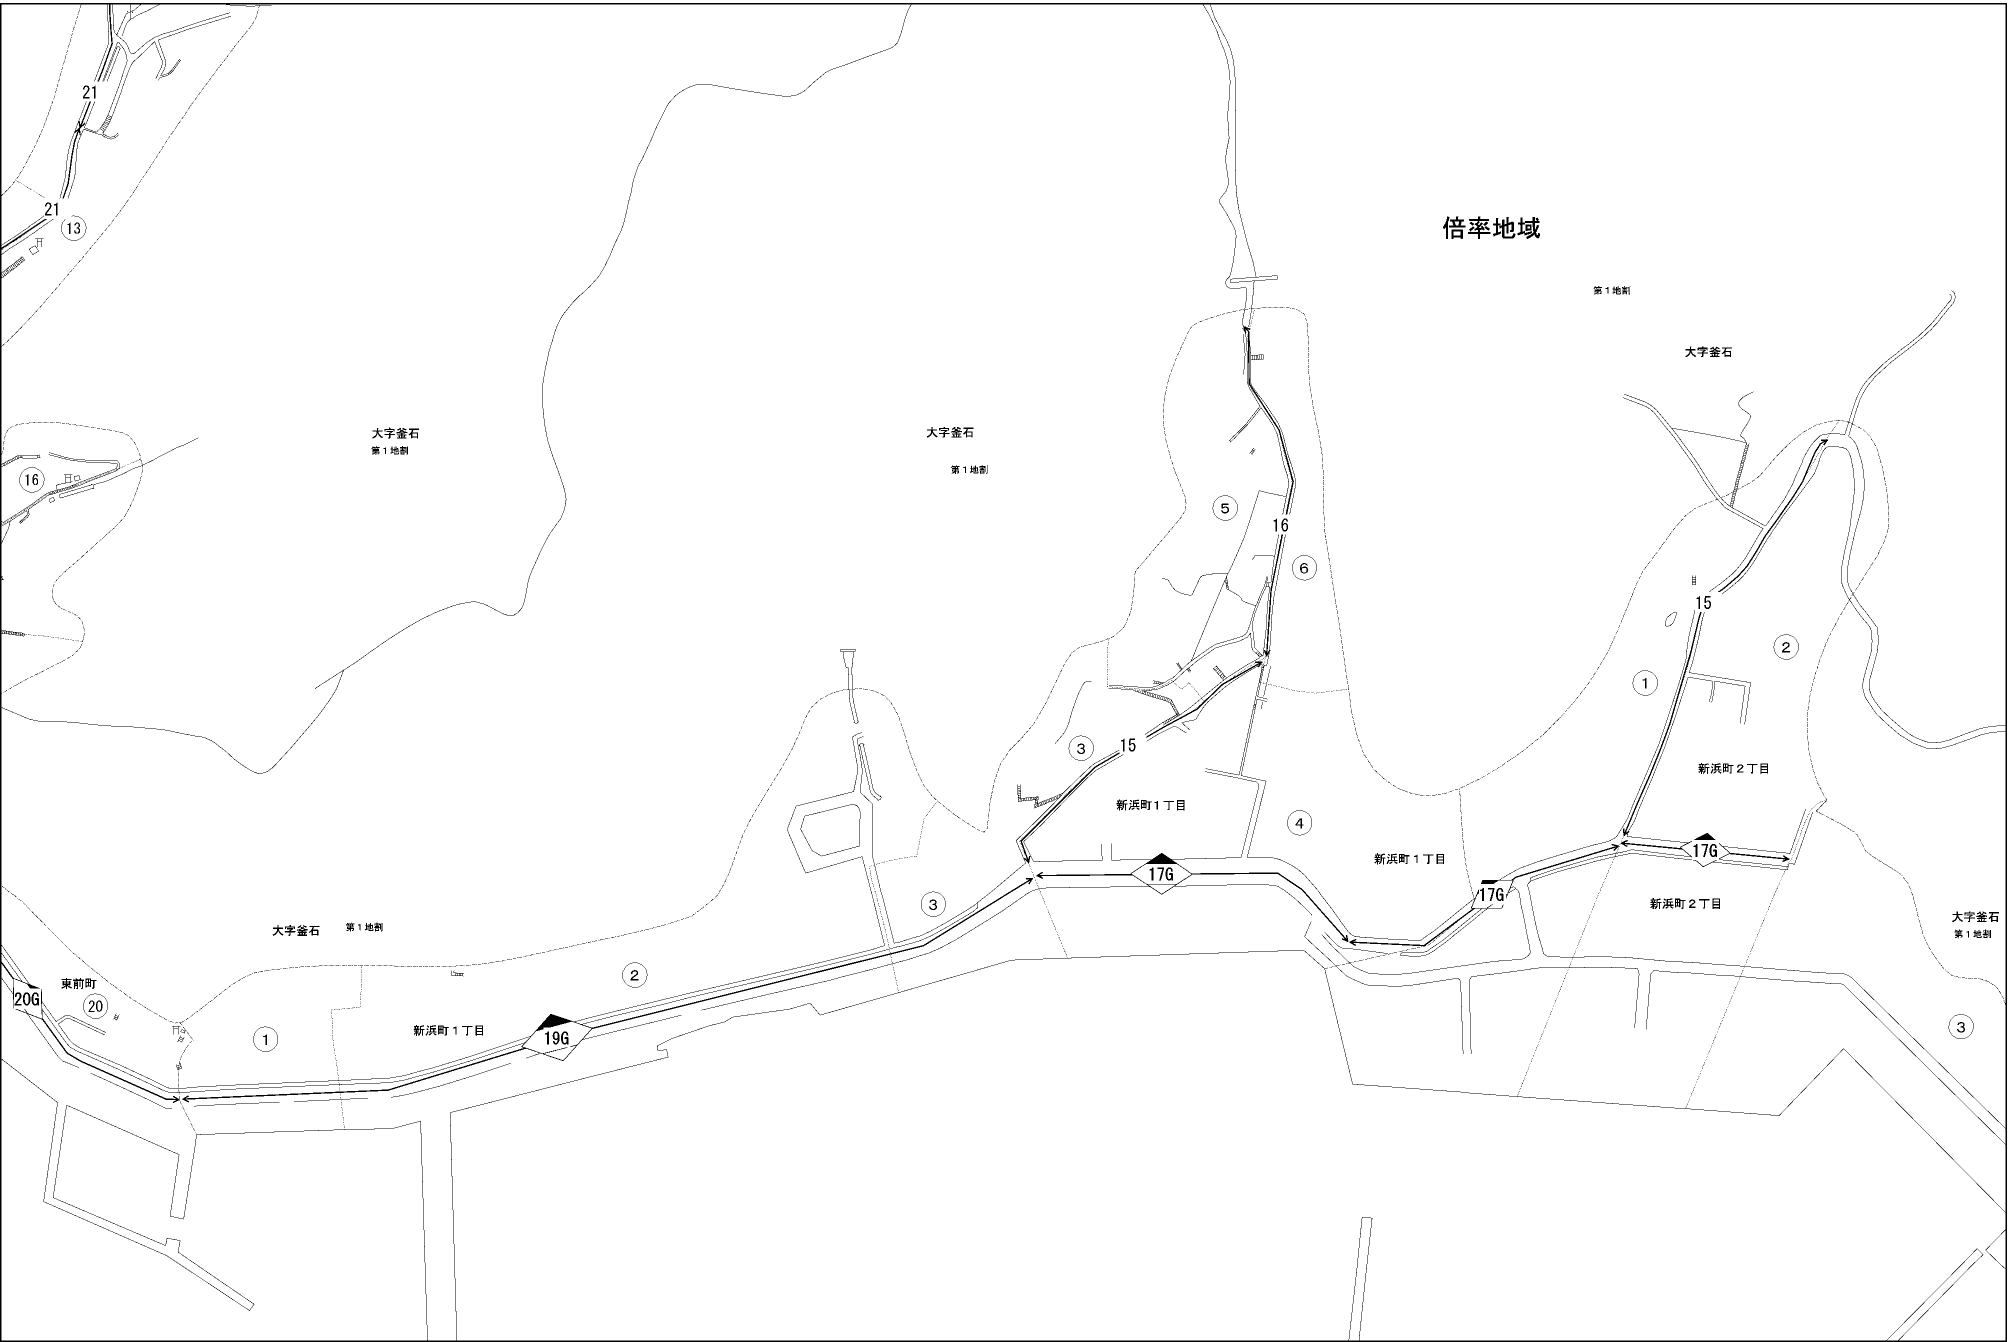 21
21
13
倍率地域
第1地割
大字釜石
大字釜石
第1地割
大字釜石
第1地割
16
5
16
6
15
2
1
3
15
新浜町2丁目
新浜町1丁目
4
新浜町1丁目
17G
17G
17G
新浜町2丁目
3
大字釜石
第1地割
大字釜石 第1地割
2
東前町
20G
20
1
新浜町1丁目
19G
3